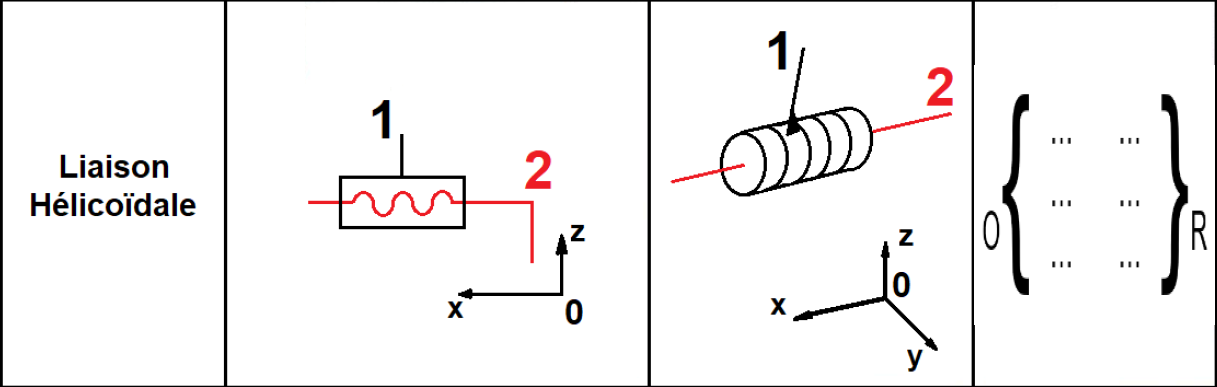 Liaison
Hélicoïdale
1
2
z
x
0
1
2
z
0
x
y
... ...
... ...
... ...
O { } R